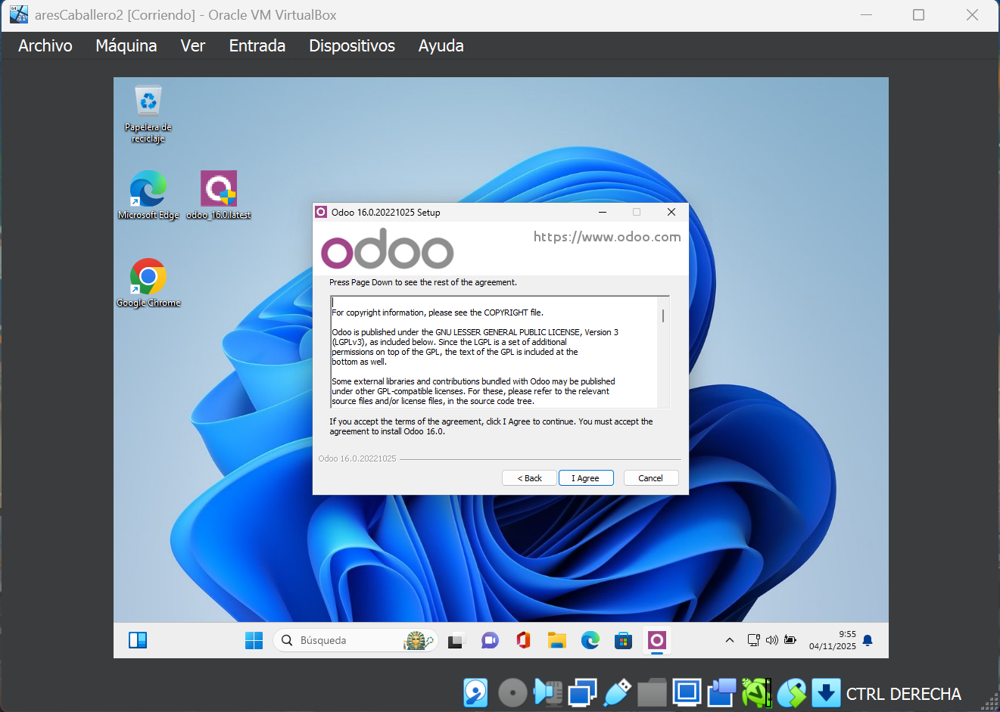 aresCaballero2 [Corriendo] - Oracle VM VirtualBox
Archivo Máquina Ver Entrada Dispositivos Ayuda
Papelera de
reciclaje
Microsoft Edge
odoo_16.0.latest
Google Chrome
Odoo 16.0.20221025 Setup
odoo
https://www.odoo.com
Press Page Down to see the rest of the agreement.
For copyright information, please see the COPYRIGHT file.
Odoo is published under the GNU LESSER GENERAL PUBLIC LICENSE, Version 3
(LGPLv3), as included below. Since the LGPL is a set of additional
permissions on top of the GPL, the text of the GPL is included at the
bottom as well.
Some external libraries and contributions bundled with Odoo may be published
under other GPL-compatible licenses. For these, please refer to the relevant
source files and/or license files, in the source code tree.
If you accept the terms of the agreement, click I Agree to continue. You must accept the
agreement to install Odoo 16.0.
Odoo 16.0.20221025
< Back I Agree Cancel
Búsqueda
9:55
04/11/2025
CTRL DERECHA